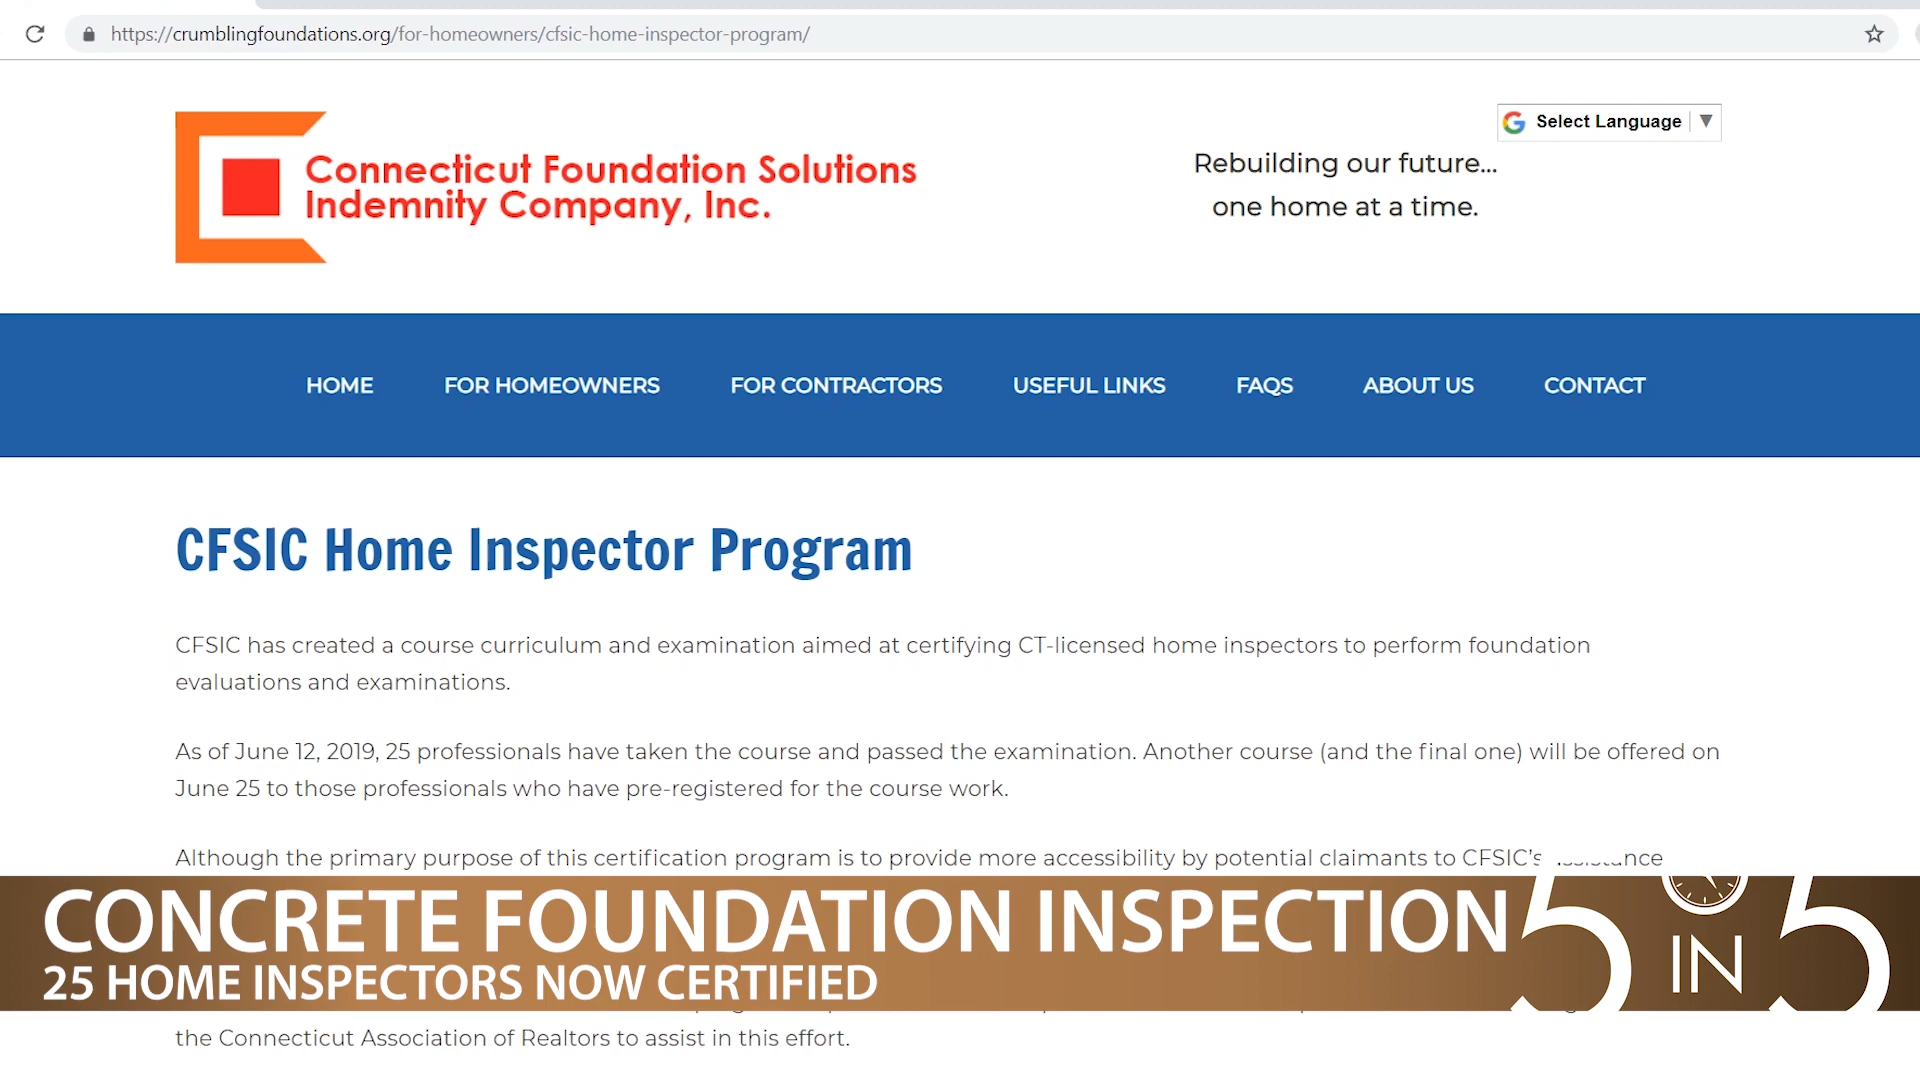 https://crumblingfoundations.org/for-homeowners/cfsic-home-inspector-program/
Select Language
Connecticut Foundation Solutions
Indemnity Company, Inc.
Rebuilding our future...
one home at a time.
HOME FOR HOMEOWNERS FOR CONTRACTORS USEFUL LINKS FAQS ABOUT US CONTACT
CFSIC Home Inspector Program
CFSIC has created a course curriculum and examination aimed at certifying CT-licensed home inspectors to perform foundation
evaluations and examinations.
As of June 12, 2019, 25 professionals have taken the course and passed the examination. Another course (and the final one) will be offered on
June 25 to those professionals who have pre-registered for the course work.
Although the primary purpose of this certification program is to provide more accessibility by potential claimants to CFSIC's
CONCRETE FOUNDATION INSPECTION
25 HOME INSPECTORS NOW CERTIFIED
5 IN 5
the Connecticut Association of Realtors to assist in this effort.